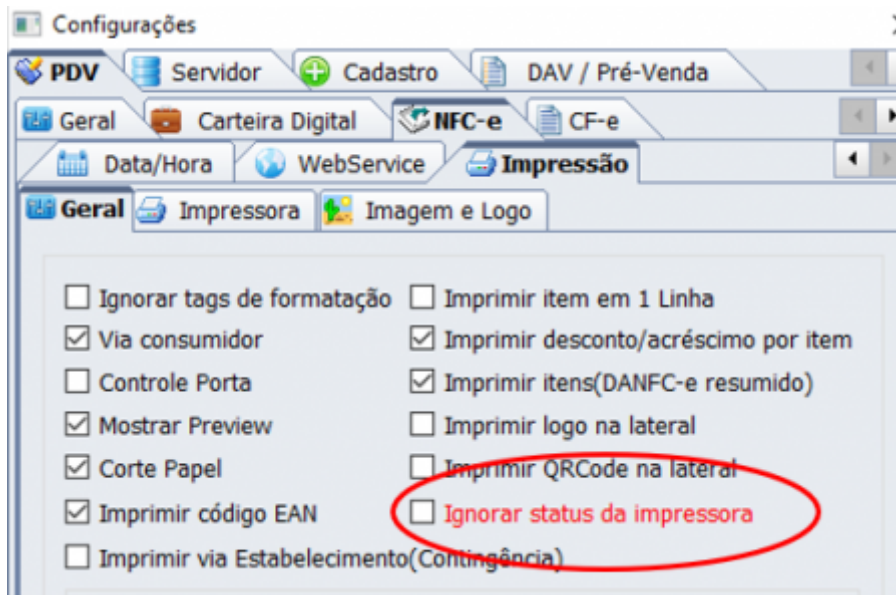 Configurações
PDV Servidor Cadastro DAV / Pré-Venda
Geral Carteira Digital NFC-e CF-e
Data/Hora WebService Impressão
Geral Impressora Imagem e Logo
Ignorar tags de formatação Imprimir item em 1 Linha
Via consumidor Imprimir desconto/acréscimo por item
Controle Porta Imprimir itens(DANFC-e resumido)
Mostrar Preview Imprimir logo na lateral
Corte Papel Imprimir QRCode na lateral
Imprimir código EAN Ignorar status da impressora
Imprimir via Estabelecimento(Contingência)